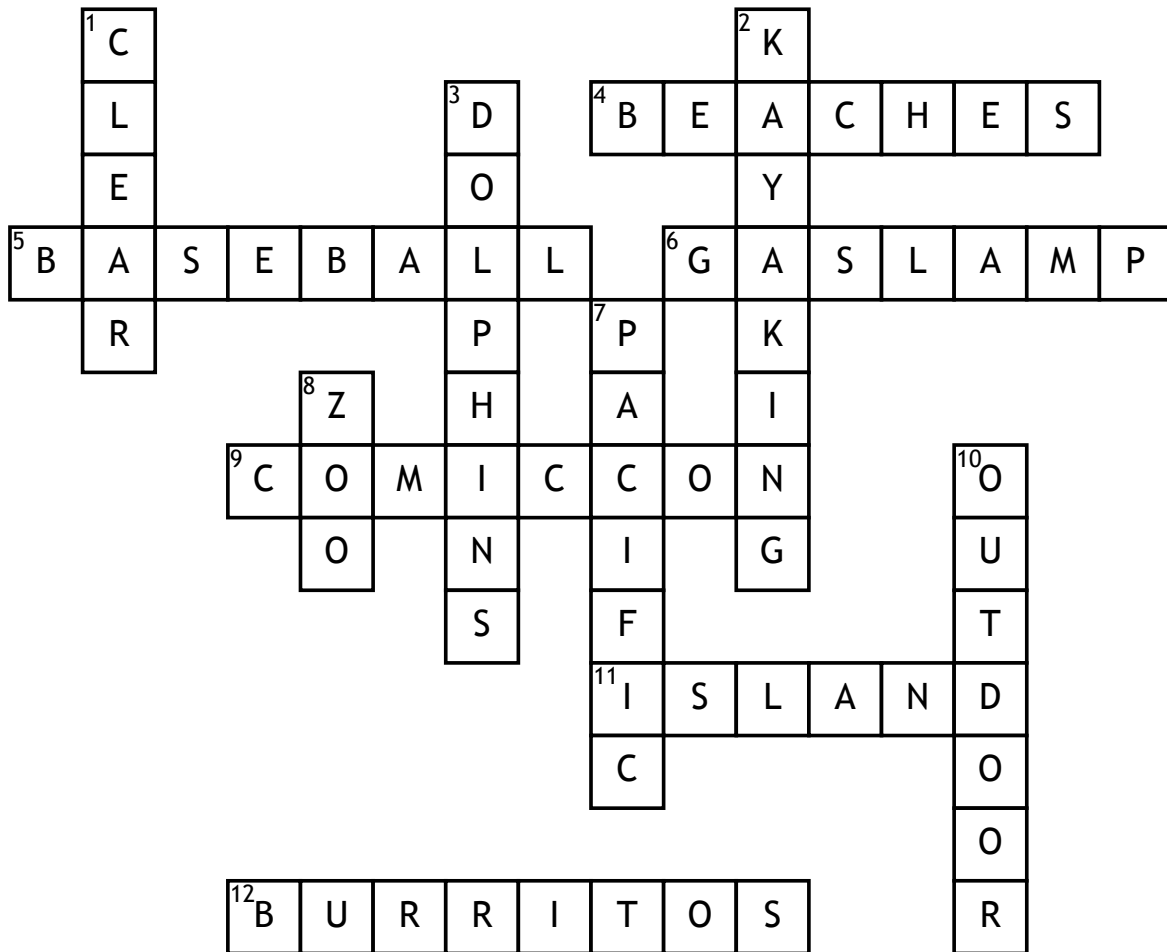 1 C 2 K
L 3 D 4 B E A C H E S
E O Y
5 B A S E B A L L 6 G A S L A M P
R 7 P K
P
8 Z H A I
9 C O M I C C O N 10 O
O N I G U
S F T
11 I S L A N D
C O
O
12 B U R R I T O S R